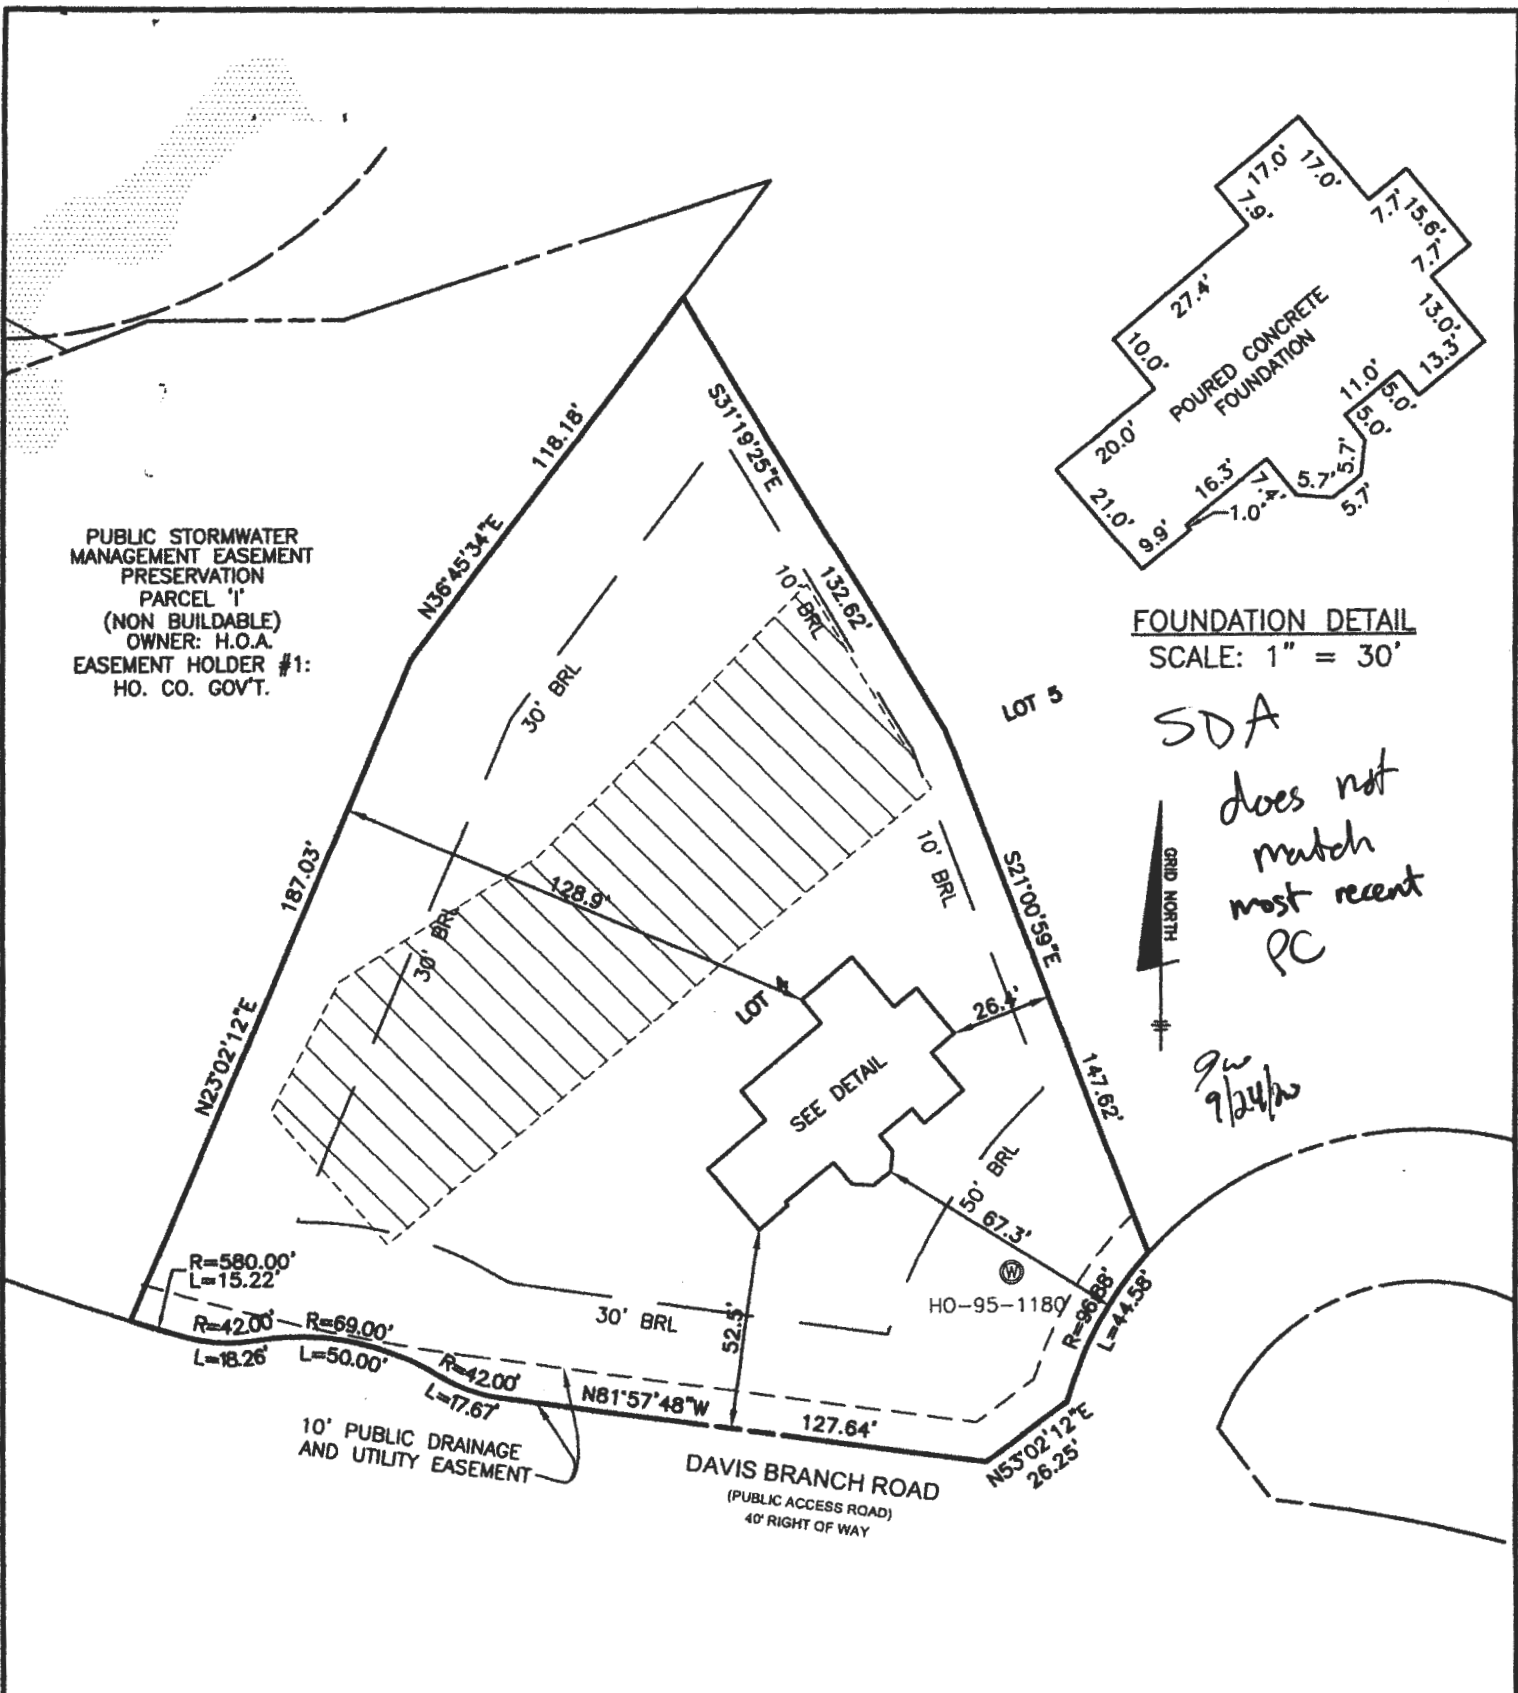 17.0'
17.0'
7.9'
7.7'
15.6'
7.7'
27.4'
13.0'
13.3'
10.0'
POURED CONCRETE
FOUNDATION
11.0'
5.0'
5.0'
20.0'
5.7'
16.3'
7.4'
5.7'
5.7'
21.0'
1.0'
9.9'
FOUNDATION DETAIL
SCALE: 1" = 30'
SDA
does not
match
most recent
PC
9/24/20
GRID NORTH
PUBLIC STORMWATER
MANAGEMENT EASEMENT
PRESERVATION
PARCEL 'I'
(NON BUILDABLE)
OWNER: H.O.A.
EASEMENT HOLDER #1:
HO. CO. GOV'T.
118.18'
N36°45'34"E
S31°19'25"E
132.62'
10' BRL
30' BRL
LOT 5
187.03'
N23°02'12"E
128.9'
30' BRL
10' BRL
S21°00'59"E
147.62'
LOT 4
26.4'
SEE DETAIL
50' BRL
67.3'
W
HO-95-1180
R=96.88'
L=44.58'
R=580.00'
L=15.22'
R=42.00'
L=18.26'
R=69.00'
L=50.00'
R=42.00'
L=17.67'
30' BRL
52.5'
N81°57'48"W
127.64'
N53°02'12"E
26.25'
10' PUBLIC DRAINAGE
AND UTILITY EASEMENT
DAVIS BRANCH ROAD
(PUBLIC ACCESS ROAD)
40' RIGHT OF WAY